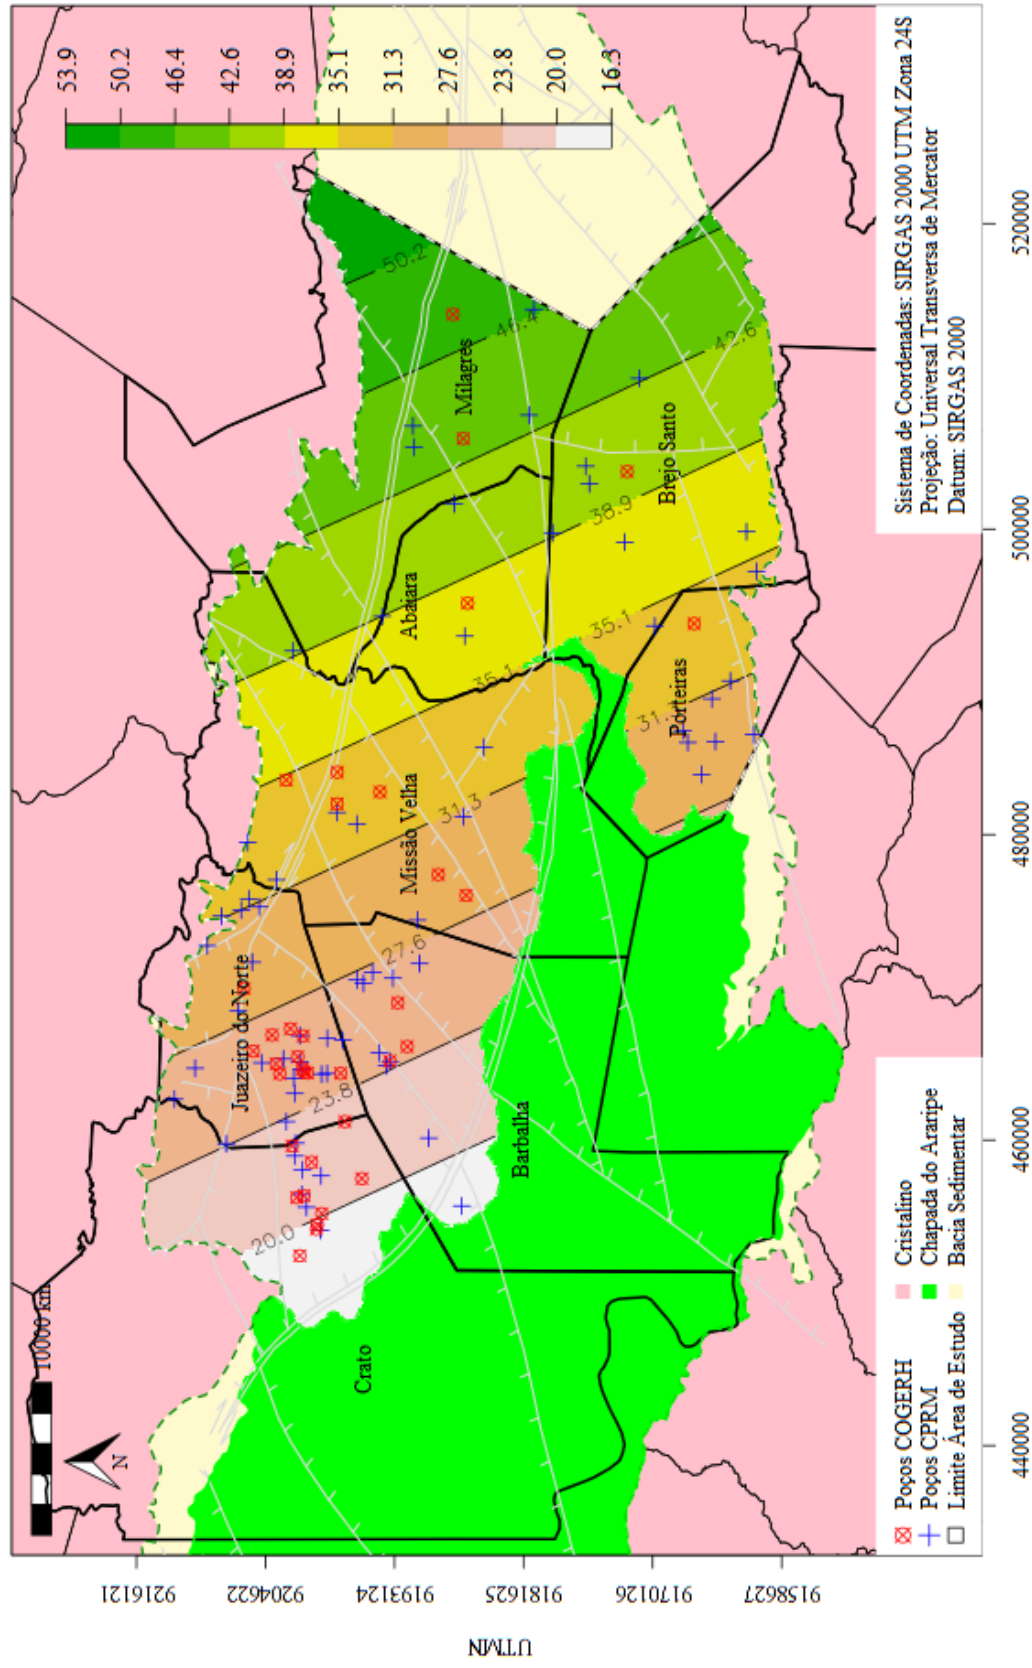 53.9
50.2
46.4
42.6
38.9
35.1
31.3
27.6
23.8
20.0
16.3
10000 km
N
Crato
Barbalha
Juazeiro do Norte
Missão Velha
Abaiara
Milagres
Brejo Santo
Porteiras
20.0
23.8
27.6
31.3
35.1
35.1
31.3
38.9
42.6
46.4
50.2
Poços COGERH
Poços CPRM
Limite Área de Estudo
Cristalino
Chapada do Araripe
Bacia Sedimentar
Sistema de Coordenadas: SIRGAS 2000 UTM Zona 24S
Projeção: Universal Transversa de Mercator
Datum: SIRGAS 2000
440000
460000
480000
500000
520000
UTMN
9216121
9204622
9193124
9181625
9170126
9158627